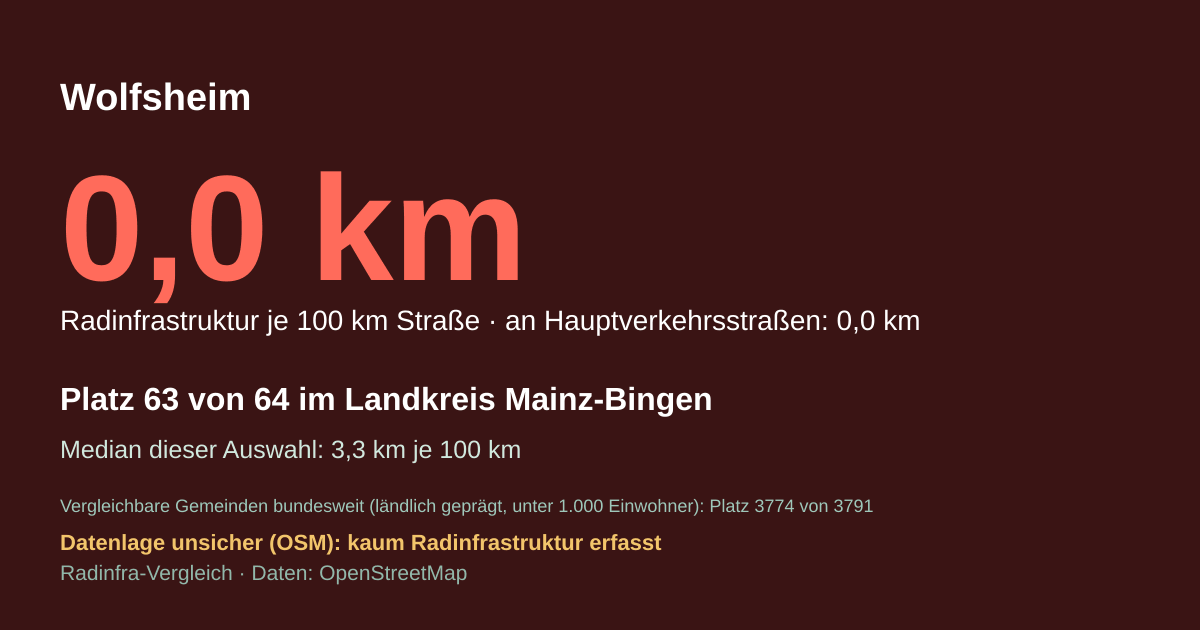 Wolfsheim
0,0 km
Radinfrastruktur je 100 km Straße · an Hauptverkehrsstraßen: 0,0 km
Platz 63 von 64 im Landkreis Mainz-Bingen
Median dieser Auswahl: 3,3 km je 100 km
Vergleichbare Gemeinden bundesweit (ländlich geprägt, unter 1.000 Einwohner): Platz 3774 von 3791
Datenlage unsicher (OSM): kaum Radinfrastruktur erfasst
Radinfra-Vergleich · Daten: OpenStreetMap